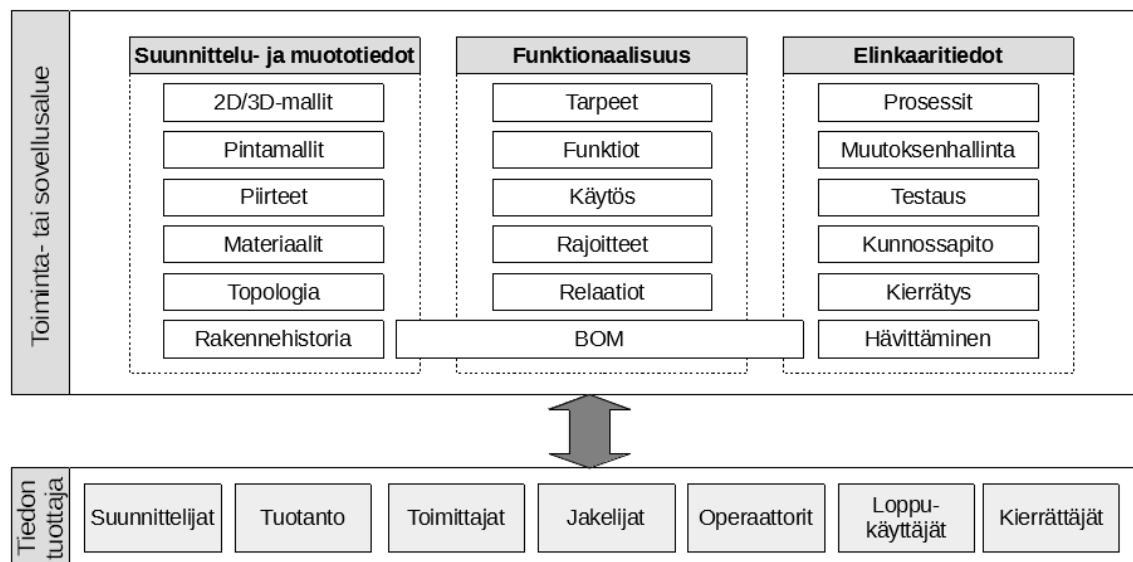 Toiminta- tai sovellusalue
Suunnittelu- ja muototiedot
2D/3D-mallit
Pintamallit
Piirteet
Materiaalit
Topologia
Rakennehistoria
Funktionaalisuus
Tarpeet
Funktiot
Käytös
Rajoitteet
Relaatiot
BOM
Elinkaaritiedot
Prosessit
Muutoksenhallinta
Testaus
Kunnossapito
Kierrätys
Hävittäminen
Tiedon
tuottaja
Suunnittelijat
Tuotanto
Toimittajat
Jakelijat
Operaattorit
Loppu-
käyttäjät
Kierrättäjät